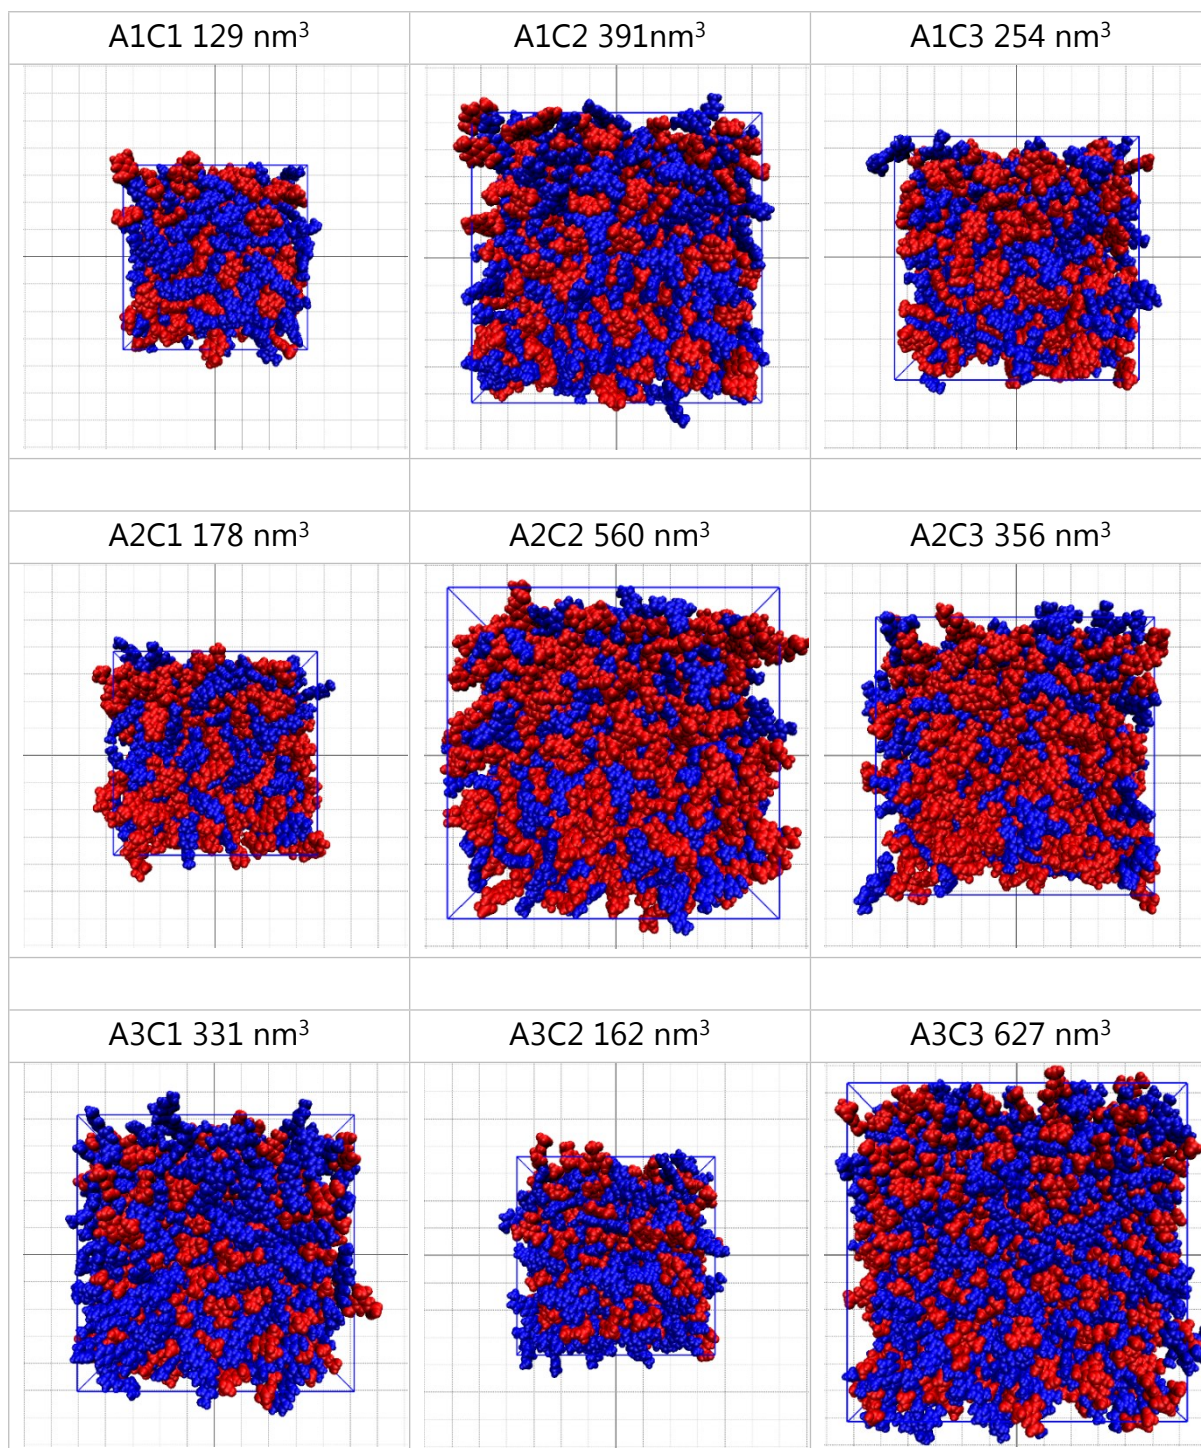 A1C1 129 nm³
A1C2 391nm³
A1C3 254 nm³
A2C1 178 nm³
A2C2 560 nm³
A2C3 356 nm³
A3C1 331 nm³
A3C2 162 nm³
A3C3 627 nm³